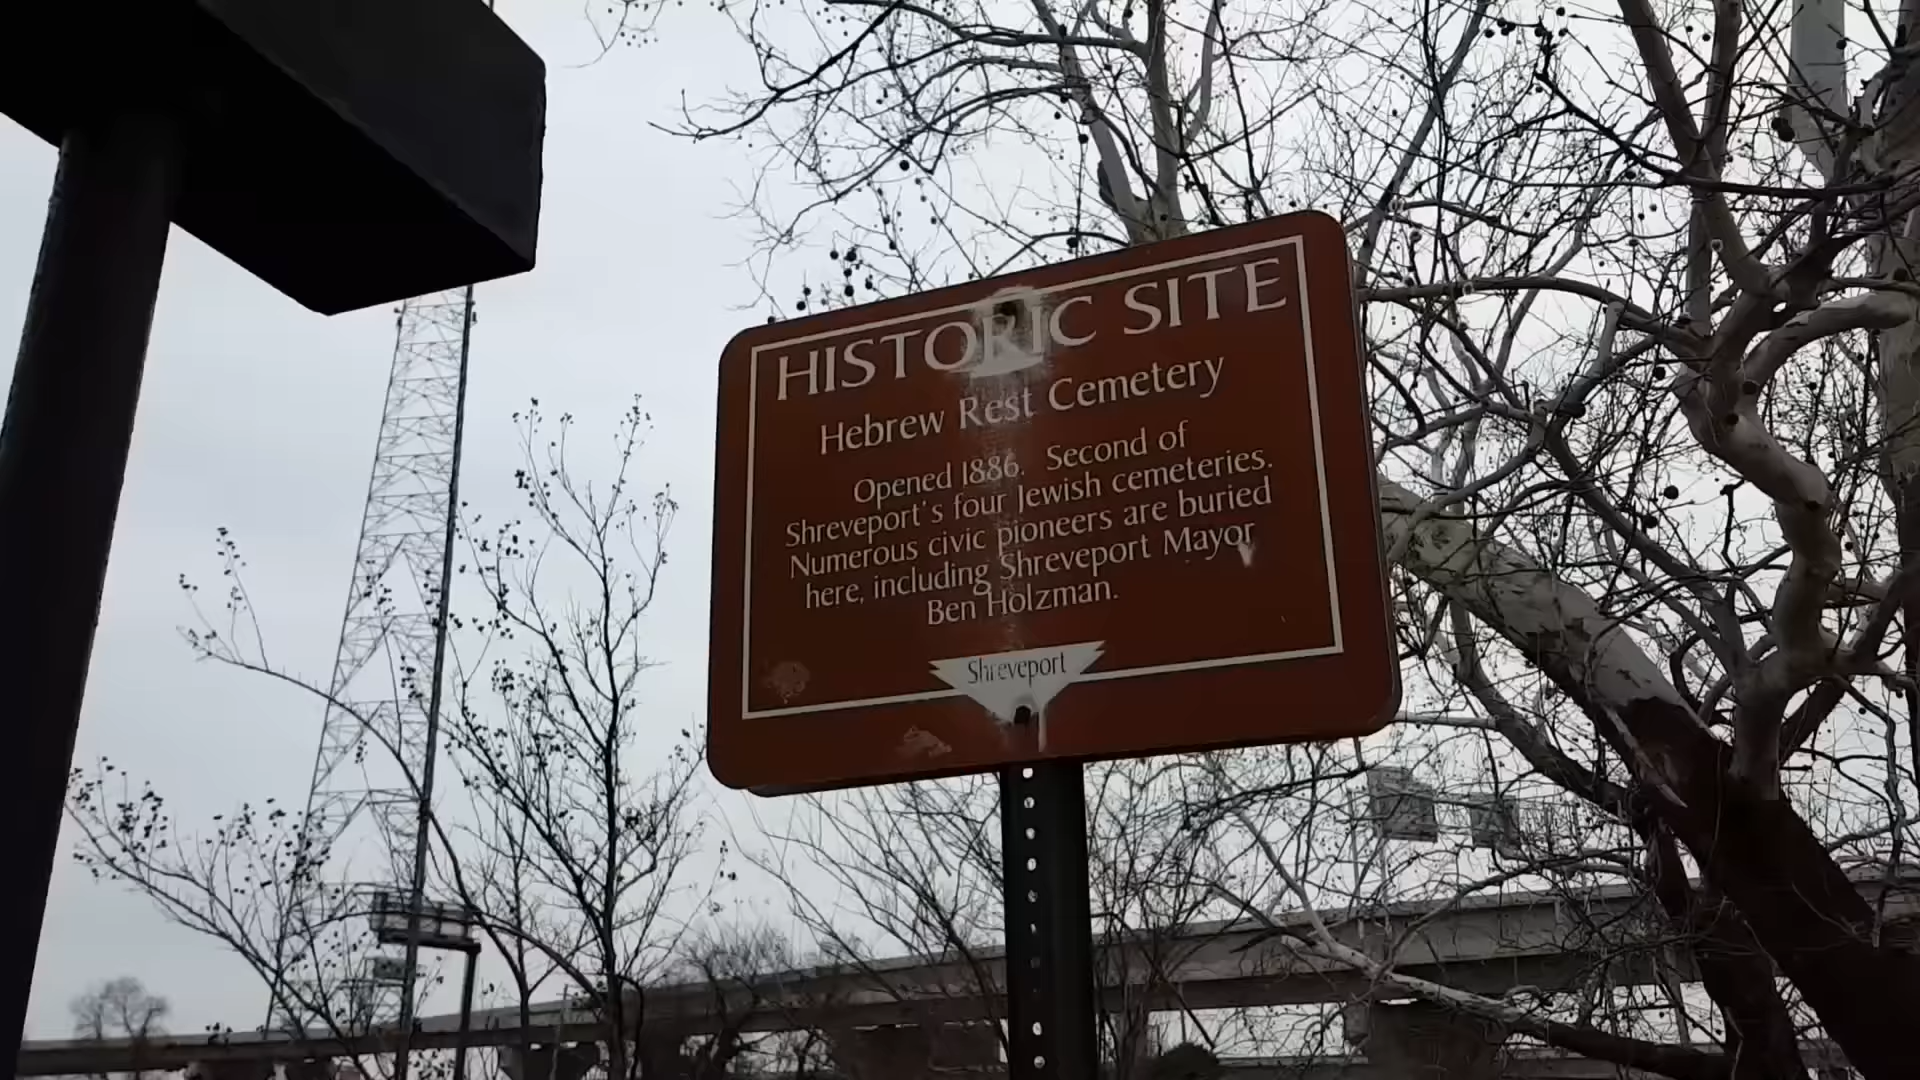 HISTORIC SITE
Hebrew Rest Cemetery
Opened 1886. Second of
Shreveport's four Jewish cemeteries.
Numerous civic pioneers are buried
here, including Shreveport Mayor
Ben Holzman.
Shreveport